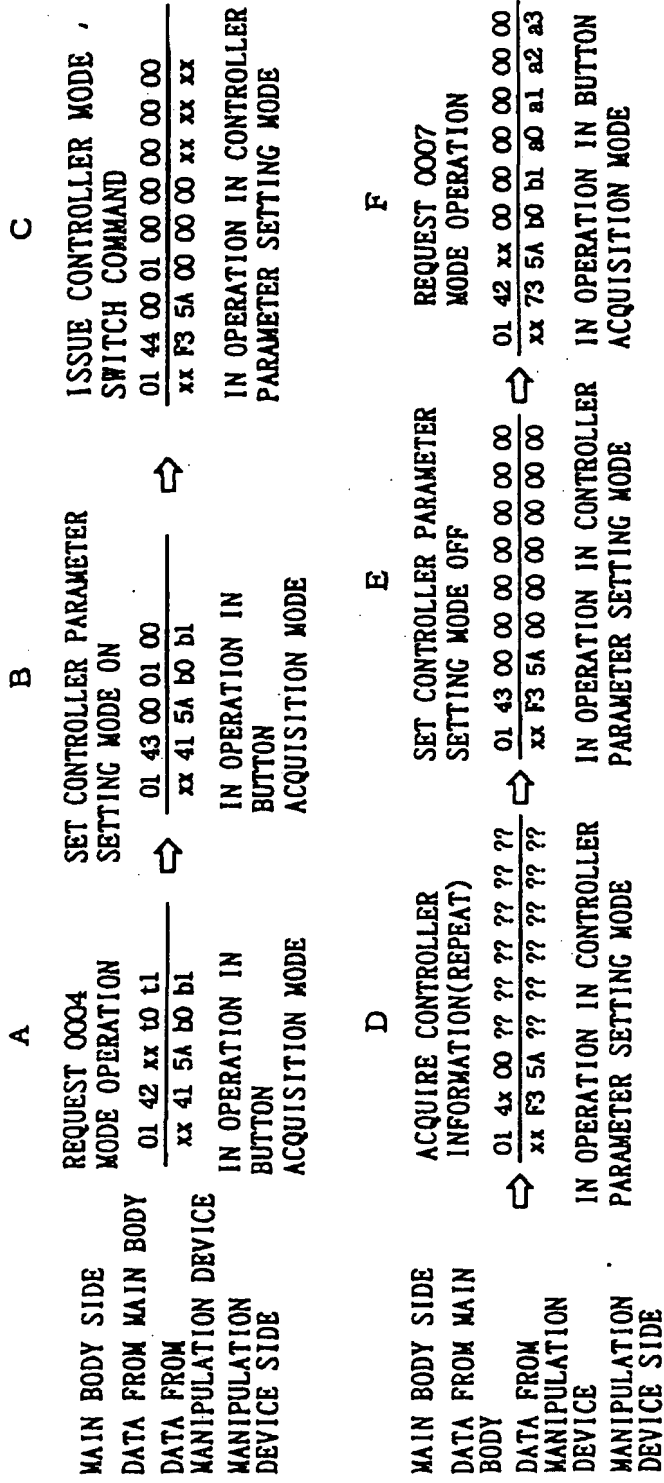 A
REQUEST 0004
MODE OPERATION
B
SET CONTROLLER PARAMETER
SETTING MODE ON
C
ISSUE CONTROLLER MODE
SWITCH COMMAND
MAIN BODY SIDE
DATA FROM MAIN BODY
01 42 xx t0 t1
01 43 00 01 00
01 44 00 01 00 00 00 00 00
DATA FROM
MANIPULATION DEVICE
xx 41 5A b0 b1
xx 41 5A b0 b1
xx F3 5A 00 00 00 xx xx xx
MANIPULATION
DEVICE SIDE
IN OPERATION IN
BUTTON
ACQUISITION MODE
IN OPERATION IN
BUTTON
ACQUISITION MODE
IN OPERATION IN CONTROLLER
PARAMETER SETTING MODE
D
ACQUIRE CONTROLLER
INFORMATION(REPEAT)
E
SET CONTROLLER PARAMETER
SETTING MODE OFF
F
REQUEST 0007
MODE OPERATION
MAIN BODY SIDE
DATA FROM MAIN
BODY
01 4x 00 ?? ?? ?? ?? ?? ??
01 43 00 00 00 00 00 00 00
01 42 xx 00 00 00 00 00 00
DATA FROM
MANIPULATION
DEVICE
xx F3 5A ?? ?? ?? ?? ?? ??
xx F3 5A 00 00 00 00 00 00
xx 73 5A b0 b1 a0 a1 a2 a3
MANIPULATION
DEVICE SIDE
IN OPERATION IN CONTROLLER
PARAMETER SETTING MODE
IN OPERATION IN CONTROLLER
PARAMETER SETTING MODE
IN OPERATION IN BUTTON
ACQUISITION MODE